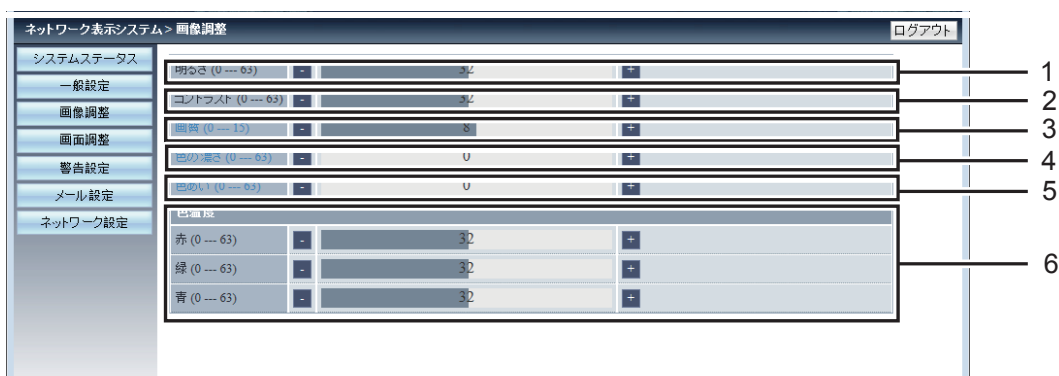 ネットワーク表示システム > 画像調整
ログアウト
システムステータス
一般設定
画像調整
画面調整
警告設定
メール設定
ネットワーク設定
明るさ (0 --- 63) - 32 + 1
コントラスト (0 --- 63) - 32 + 2
画質 (0 --- 15) - 8 + 3
色の濃さ (0 --- 63) - 0 + 4
色あい (0 --- 63) - 0 + 5
色温度
赤 (0 --- 63) - 32 +
緑 (0 --- 63) - 32 + 6
青 (0 --- 63) - 32 +